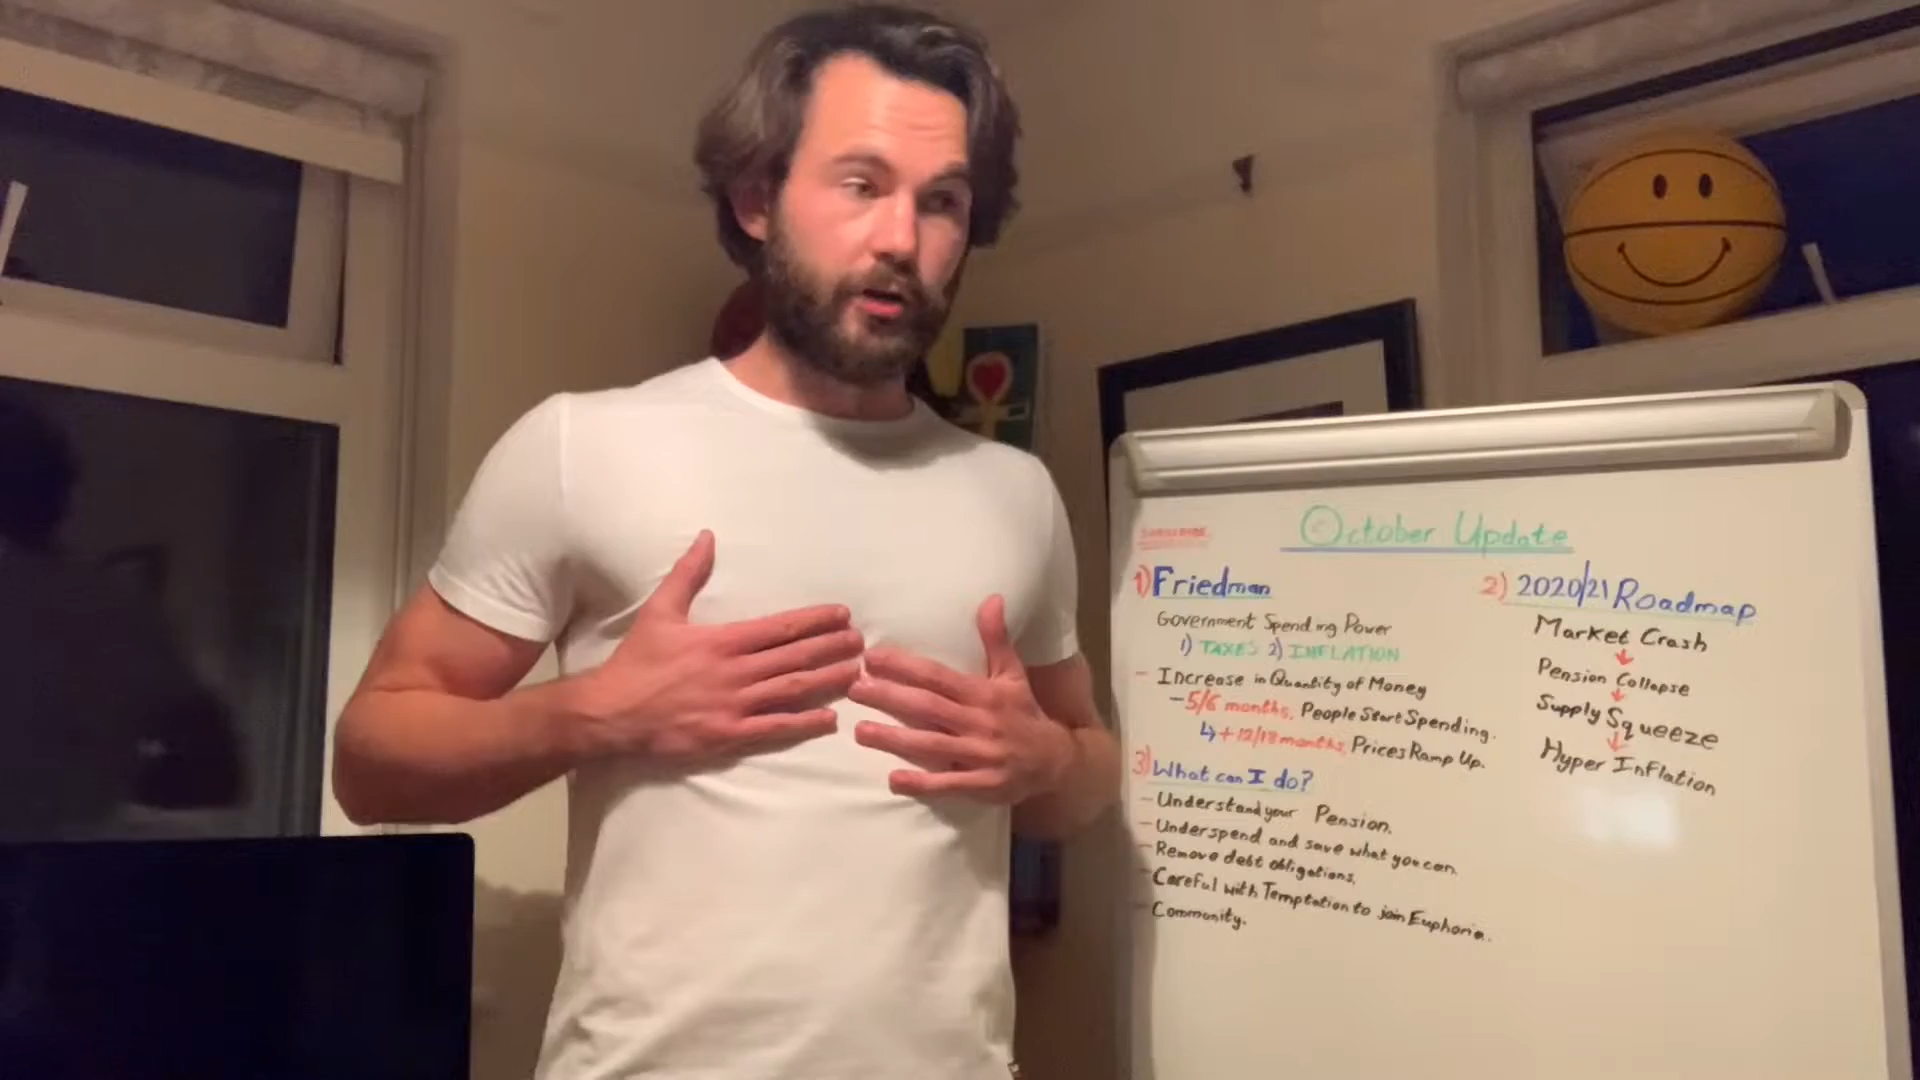 SUBSCRIBE
October Update
1) Friedman
Government Spending Power
1) TAXES 2) INFLATION
- Increase in Quantity of Money
- 5/6 months, People Start Spending.
↳ + 12/18 months, Prices Ramp Up.
2) 2020/21 Roadmap
Market Crash
↓
Pension Collapse
↓
Supply Squeeze
↓
Hyper Inflation
3) What can I do?
- Understand your Pension.
- Underspend and save what you can.
- Remove debt obligations.
- Careful with Temptation to join Euphoria.
- Community.